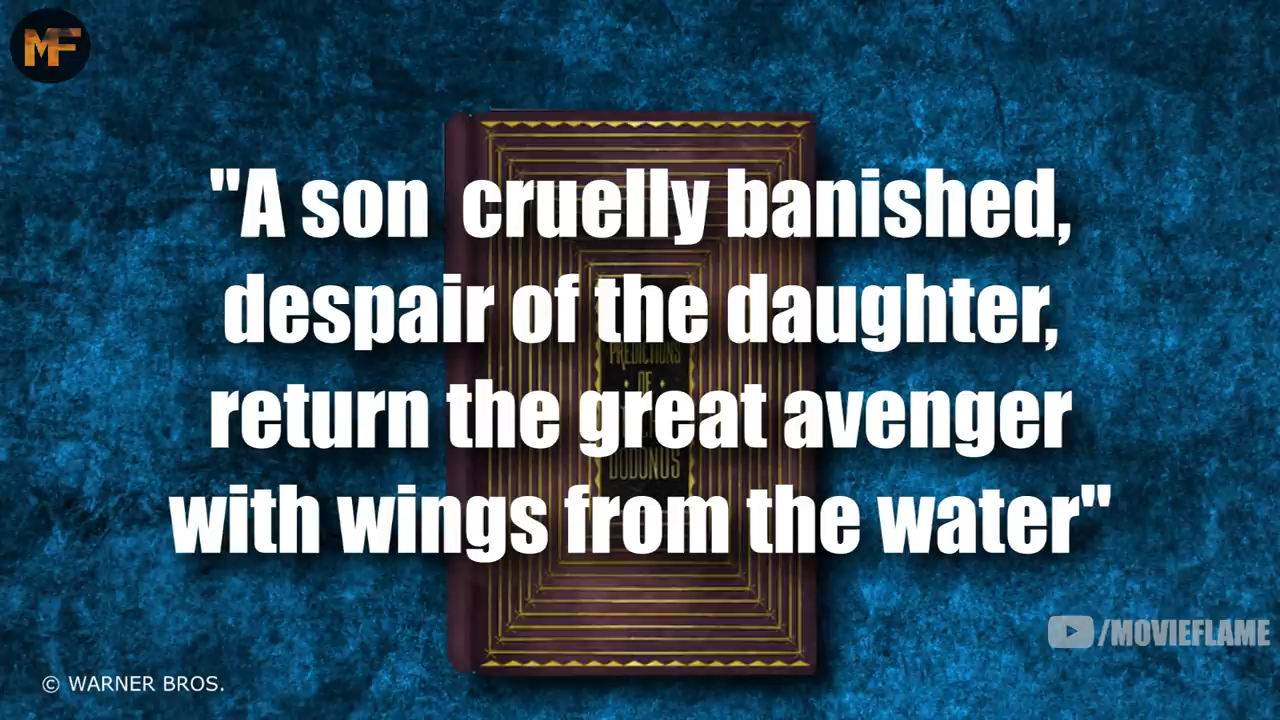 MF
"A son cruelly banished,
despair of the daughter,
return the great avenger
with wings from the water"
PREDICTIONS
OF
DODONUS
/MOVIEFLAME
© WARNER BROS.